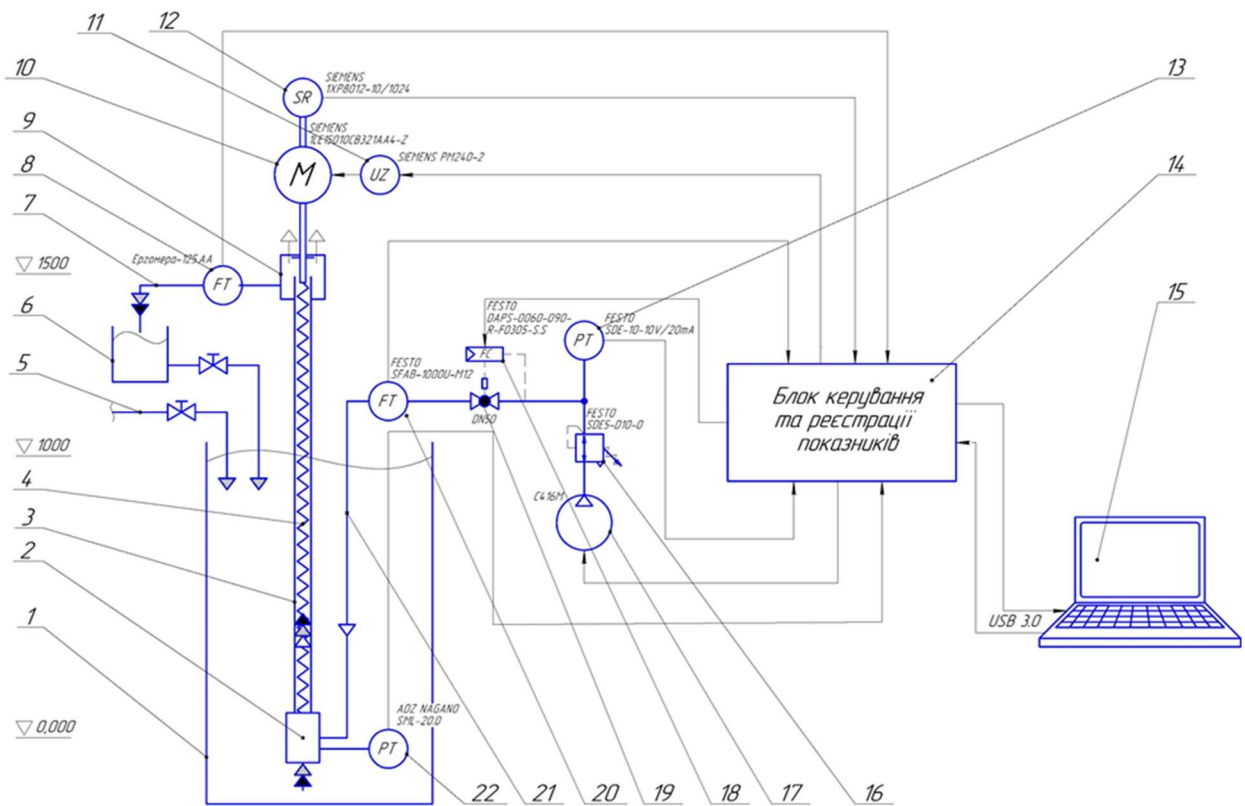 11
12
10
9
8
7
6
5
4
3
2
1
13
14
15
SIEMENS
1XP8012-10/1024
SR
SIEMENS
1CE15010CB321AA4-Z
M
UZ
SIEMENS PM240-2
Ергомера-125.АА
FT
1500
1000
0,000
FESTO
DAPS-0060-090-
R-F0305-S.S
FC
FESTO
SDE-10-10V/20mA
PT
FESTO
SFAB-1000U-M12
FT
DN50
FESTO
SDE5-D10-O
C416M
Блок керування
та реєстрації
показників
USB 3.0
ADZ NAGANO
SML-20.0
PT
22
21
20
19
18
17
16